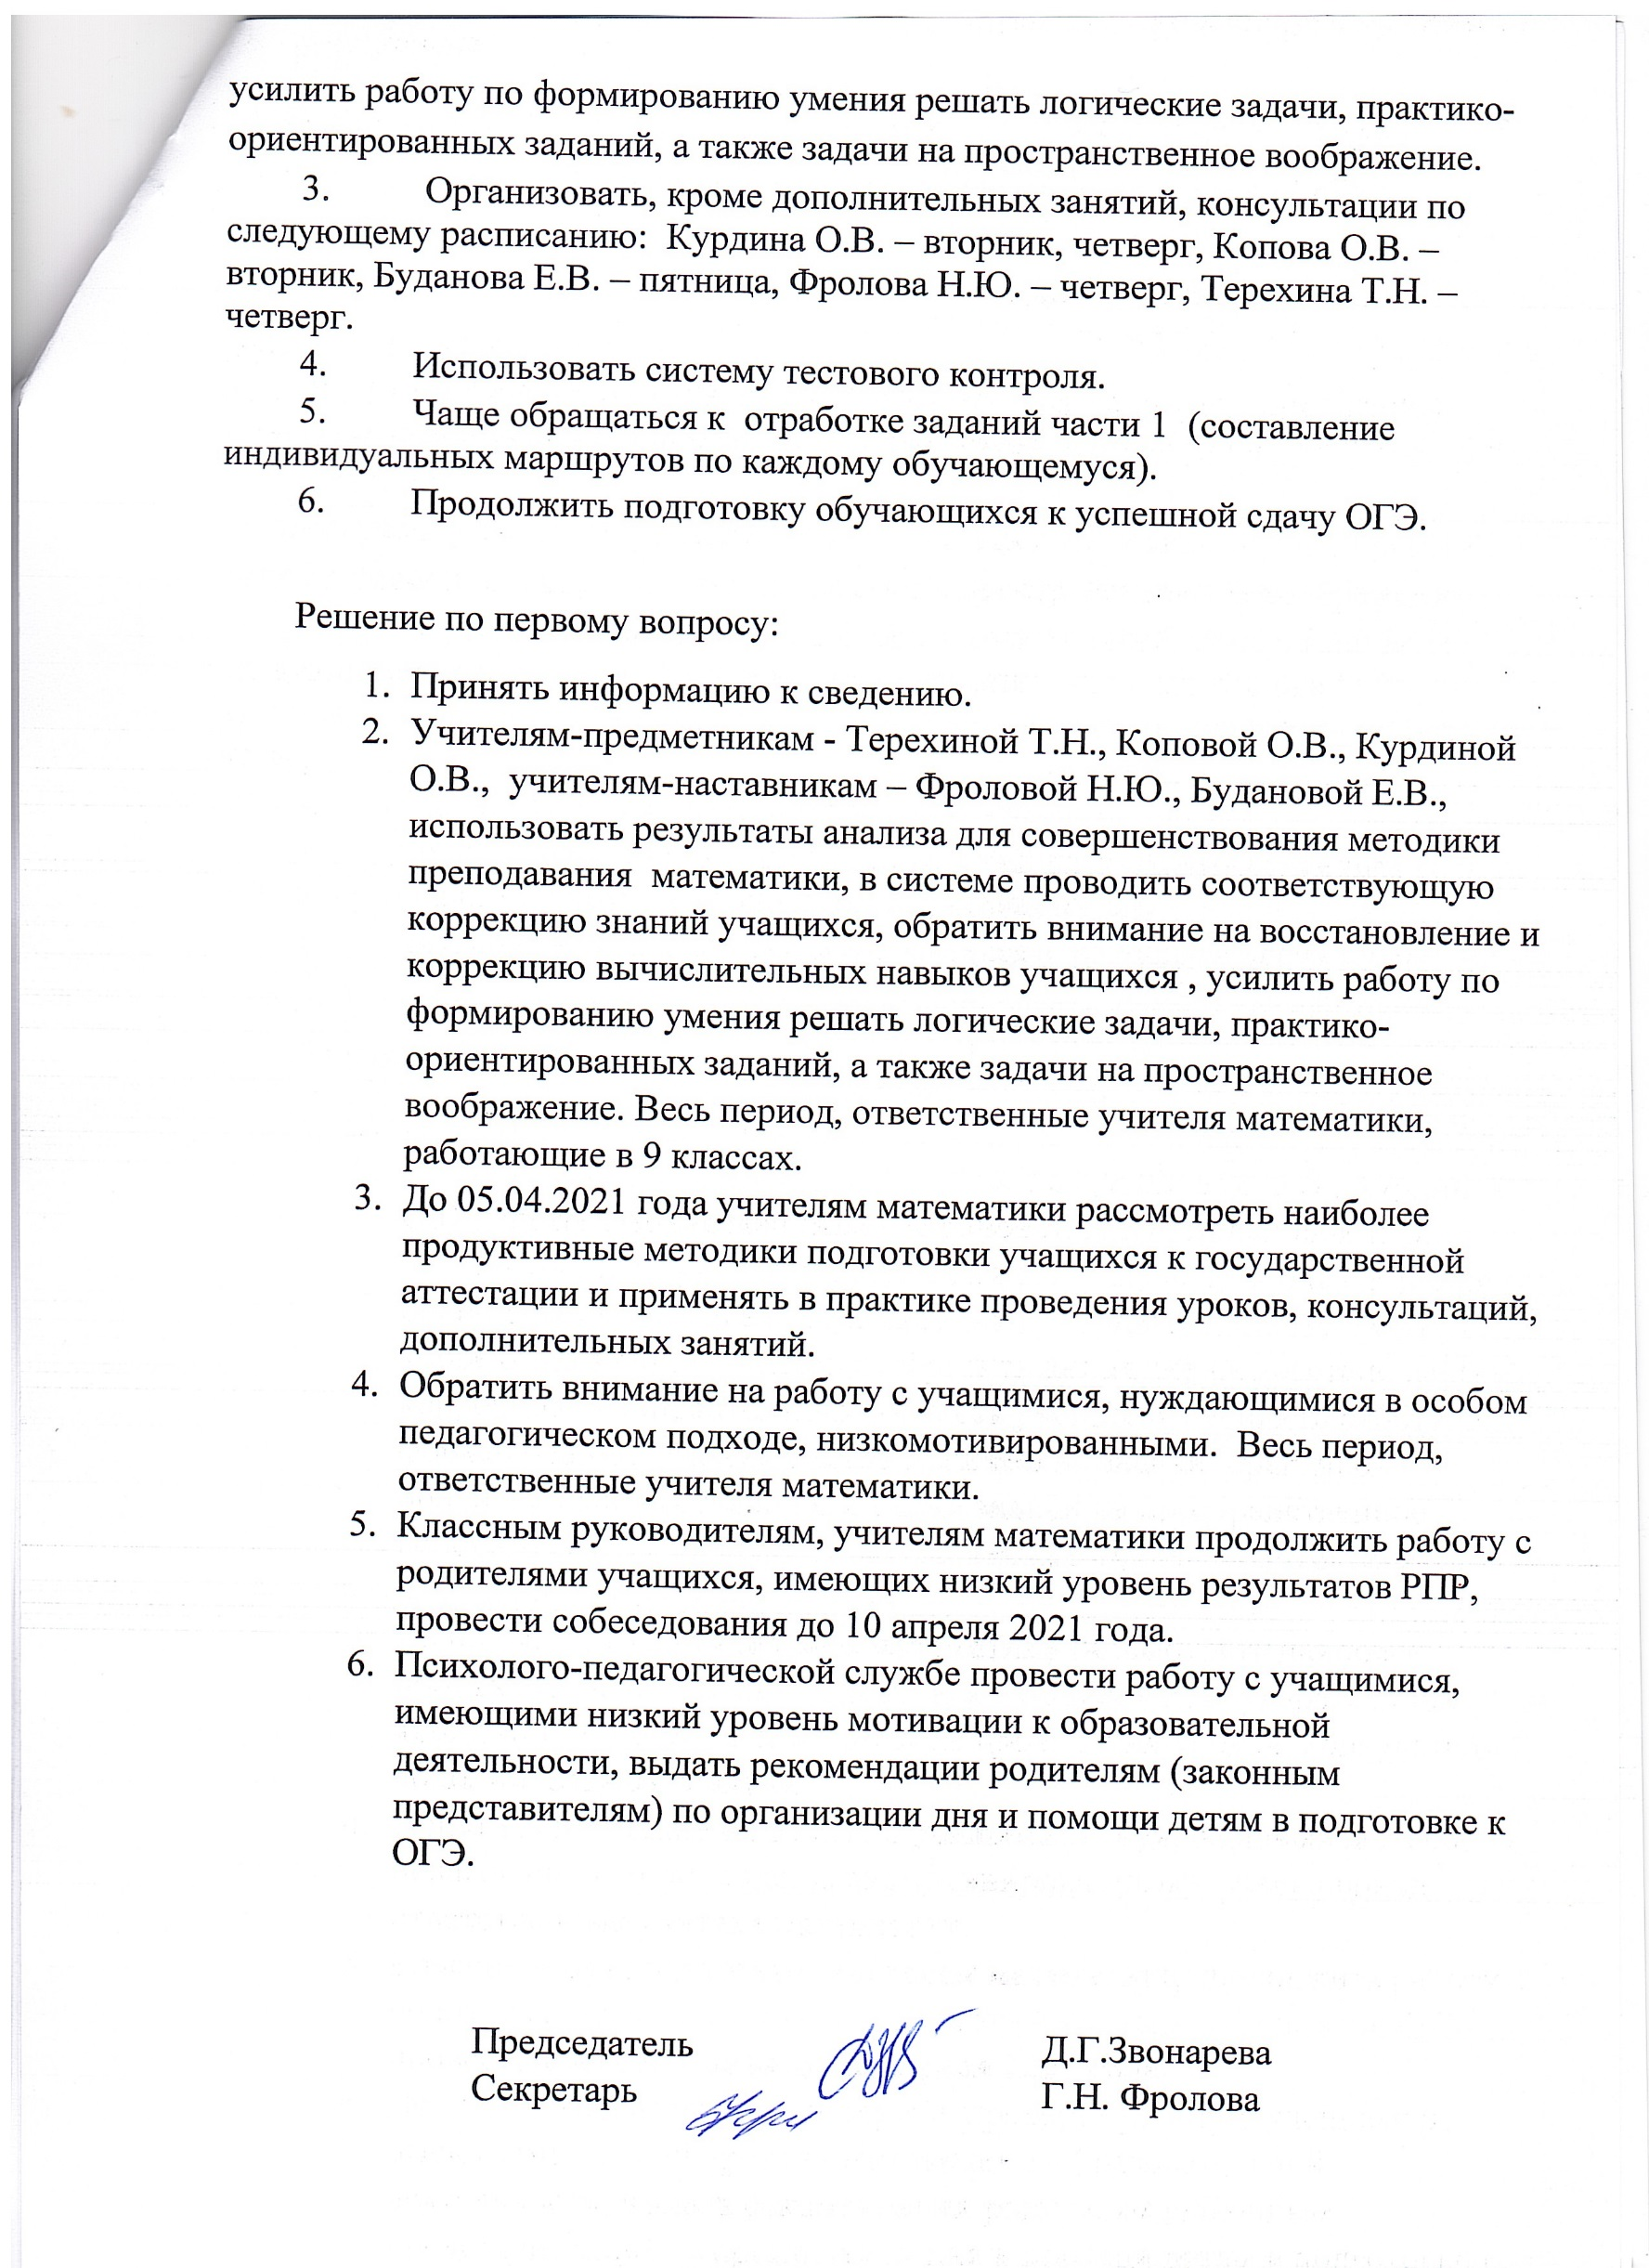 усилить работу по формированию умения решать логические задачи, практико-
ориентированных заданий, а также задачи на пространственное воображение.
3. Организовать, кроме дополнительных занятий, консультации по
следующему расписанию: Курдина О.В. – вторник, четверг, Копова О.В. –
вторник, Буданова Е.В. – пятница, Фролова Н.Ю. – четверг, Терехина Т.Н. –
четверг.
4. Использовать систему тестового контроля.
5. Чаще обращаться к отработке заданий части 1 (составление
индивидуальных маршрутов по каждому обучающемуся).
6. Продолжить подготовку обучающихся к успешной сдачу ОГЭ.
Решение по первому вопросу:
1. Принять информацию к сведению.
2. Учителям-предметникам - Терехиной Т.Н., Коповой О.В., Курдиной
О.В., учителям-наставникам – Фроловой Н.Ю., Будановой Е.В.,
использовать результаты анализа для совершенствования методики
преподавания математики, в системе проводить соответствующую
коррекцию знаний учащихся, обратить внимание на восстановление и
коррекцию вычислительных навыков учащихся , усилить работу по
формированию умения решать логические задачи, практико-
ориентированных заданий, а также задачи на пространственное
воображение. Весь период, ответственные учителя математики,
работающие в 9 классах.
3. До 05.04.2021 года учителям математики рассмотреть наиболее
продуктивные методики подготовки учащихся к государственной
аттестации и применять в практике проведения уроков, консультаций,
дополнительных занятий.
4. Обратить внимание на работу с учащимися, нуждающимися в особом
педагогическом подходе, низкомотивированными. Весь период,
ответственные учителя математики.
5. Классным руководителям, учителям математики продолжить работу с
родителями учащихся, имеющих низкий уровень результатов РПР,
провести собеседования до 10 апреля 2021 года.
6. Психолого-педагогической службе провести работу с учащимися,
имеющими низкий уровень мотивации к образовательной
деятельности, выдать рекомендации родителям (законным
представителям) по организации дня и помощи детям в подготовке к
ОГЭ.
Председатель Д.Г.Звонарева
Секретарь Г.Н. Фролова